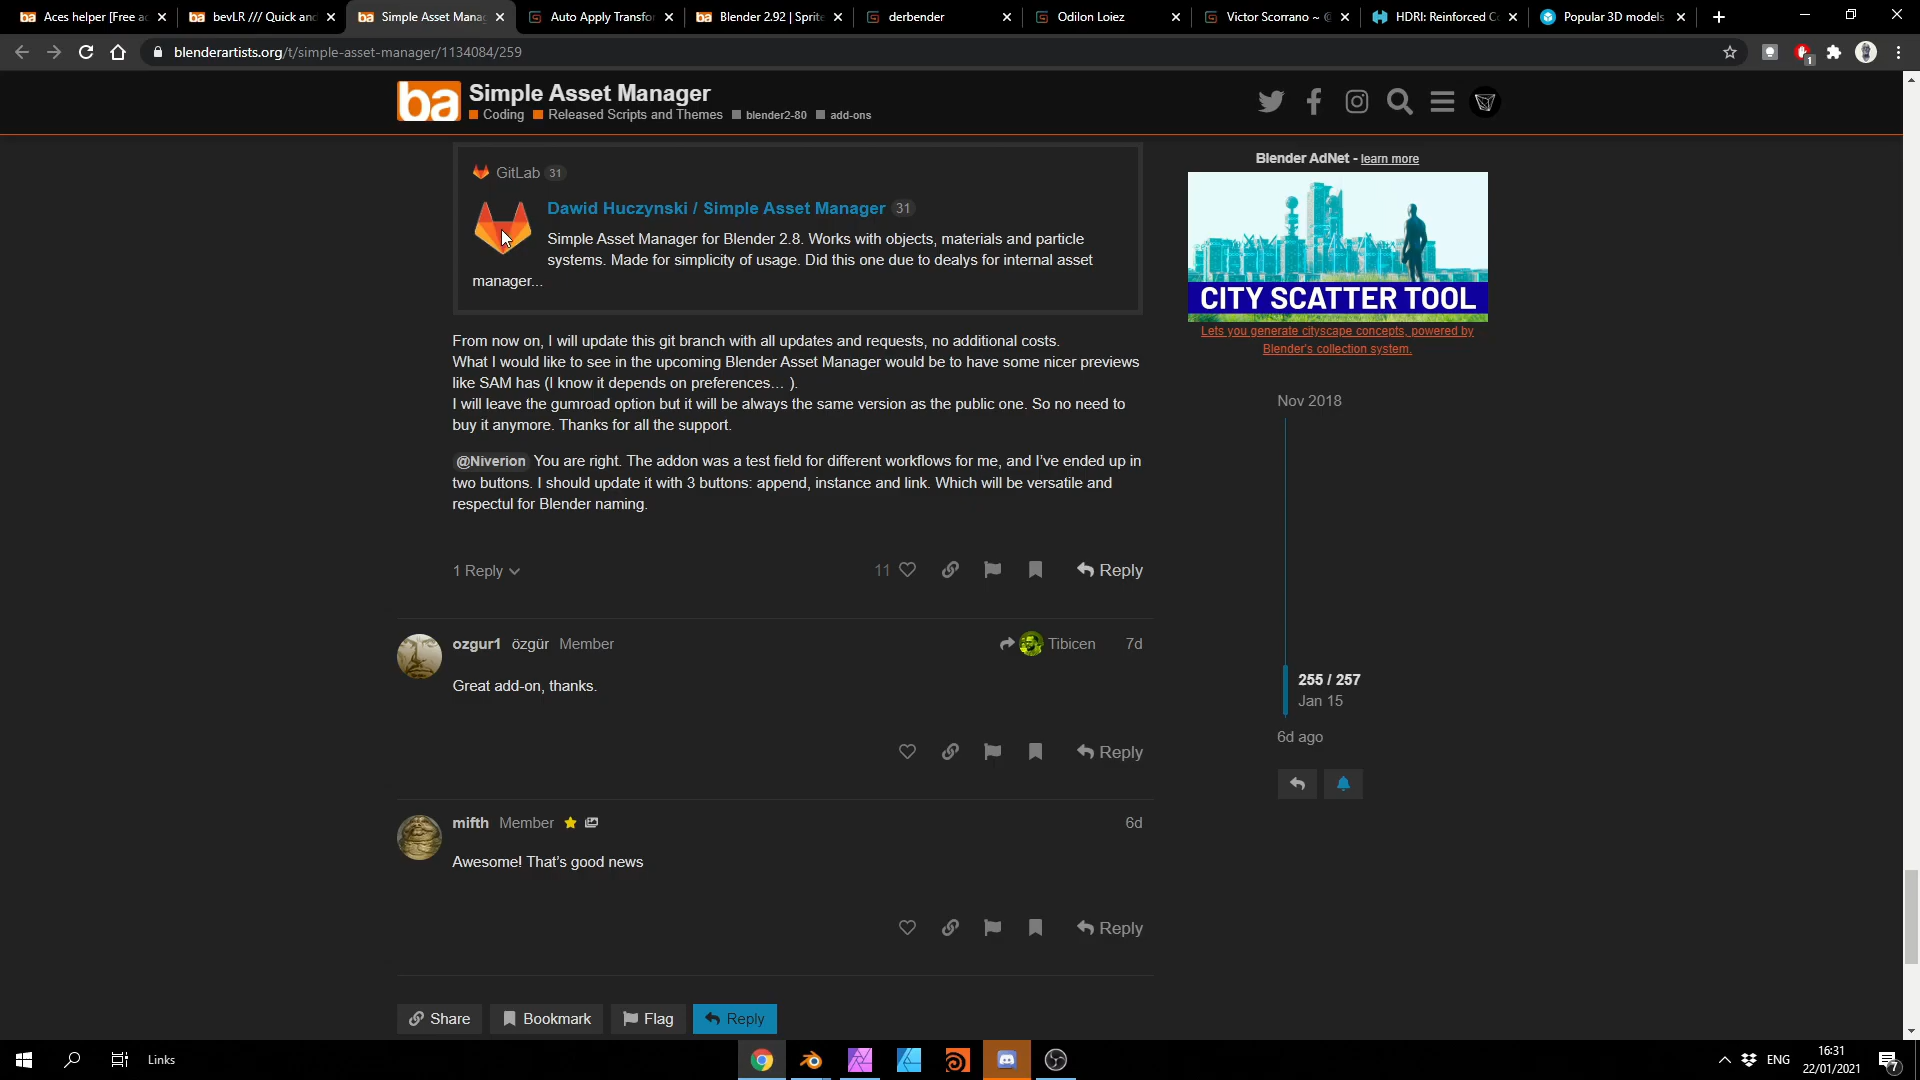 Aces helper [Free ad
bevLR /// Quick and
Simple Asset Manag
Auto Apply Transfor
Blender 2.92 | Sprite
derbender
Odilon Loiez
Victor Scorrano ~
HDRI: Reinforced Co
Popular 3D models
blenderartists.org/t/simple-asset-manager/1134084/259
1
ba
Simple Asset Manager
Coding Released Scripts and Themes blender2-80 add-ons
GitLab 31
Dawid Huczynski / Simple Asset Manager 31
Simple Asset Manager for Blender 2.8. Works with objects, materials and particle
systems. Made for simplicity of usage. Did this one due to dealys for internal asset
manager...
From now on, I will update this git branch with all updates and requests, no additional costs.
What I would like to see in the upcoming Blender Asset Manager would be to have some nicer previews
like SAM has (I know it depends on preferences… ).
I will leave the gumroad option but it will be always the same version as the public one. So no need to
buy it anymore. Thanks for all the support.
@Niverion You are right. The addon was a test field for different workflows for me, and I've ended up in
two buttons. I should update it with 3 buttons: append, instance and link. Which will be versatile and
respectul for Blender naming.
1 Reply
11
Reply
ozgur1 özgür Member
Tibicen 7d
Great add-on, thanks.
Reply
mifth Member
6d
Awesome! That's good news
Reply
Share
Bookmark
Flag
Reply
Blender AdNet - learn more
CITY SCATTER TOOL
Lets you generate cityscape concepts, powered by
Blender's collection system.
Nov 2018
255 / 257
Jan 15
6d ago
Links
ENG
16:31
22/01/2021
7